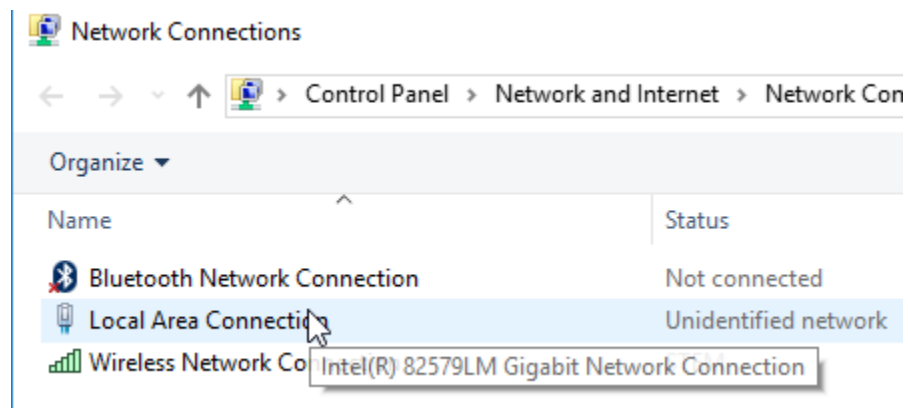 Network Connections
Control Panel > Network and Internet > Network Con
Organize
Name Status
Bluetooth Network Connection Not connected
Local Area Connection Unidentified network
Wireless Network Co
Intel(R) 82579LM Gigabit Network Connection